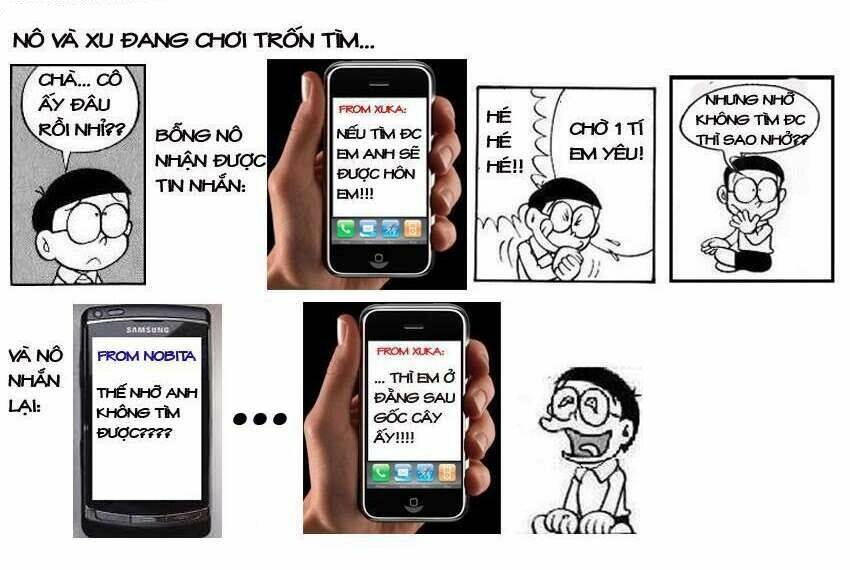 NÔ VÀ XU ĐANG CHƠI TRỐN TÌM...
CHÀ... CÔ
ẤY ĐÂU
RỒI NHỈ??
BỖNG NÔ
NHẬN ĐƯỢC
TIN NHẮN:
FROM XUKA:
NẾU TÌM ĐC
EM ANH SẼ
ĐƯỢC HÔN
EM!!!
HÉ
HÉ
HÉ!!
CHỜ 1 TÍ
EM YÊU!
NHƯNG NHỠ
KHÔNG TÌM ĐC
THÌ SAO NHỞ??
VÀ NÔ
NHẮN
LẠI:
SAMSUNG
FROM NOBITA
THẾ NHỠ ANH
KHÔNG TÌM
ĐƯỢC????
...
FROM XUKA:
... THÌ EM Ở
ĐẰNG SAU
GỐC CÂY
ẤY!!!!